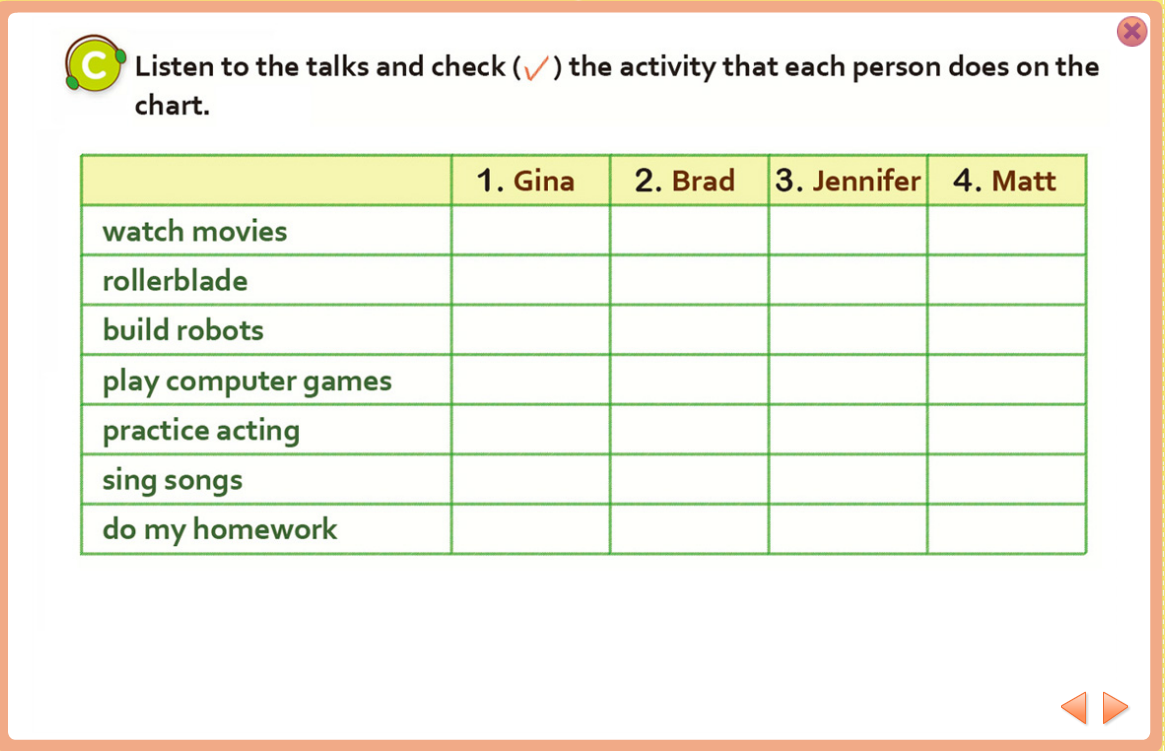 C Listen to the talks and check (✓) the activity that each person does on the
chart.
1. Gina 2. Brad 3. Jennifer 4. Matt
watch movies
rollerblade
build robots
play computer games
practice acting
sing songs
do my homework